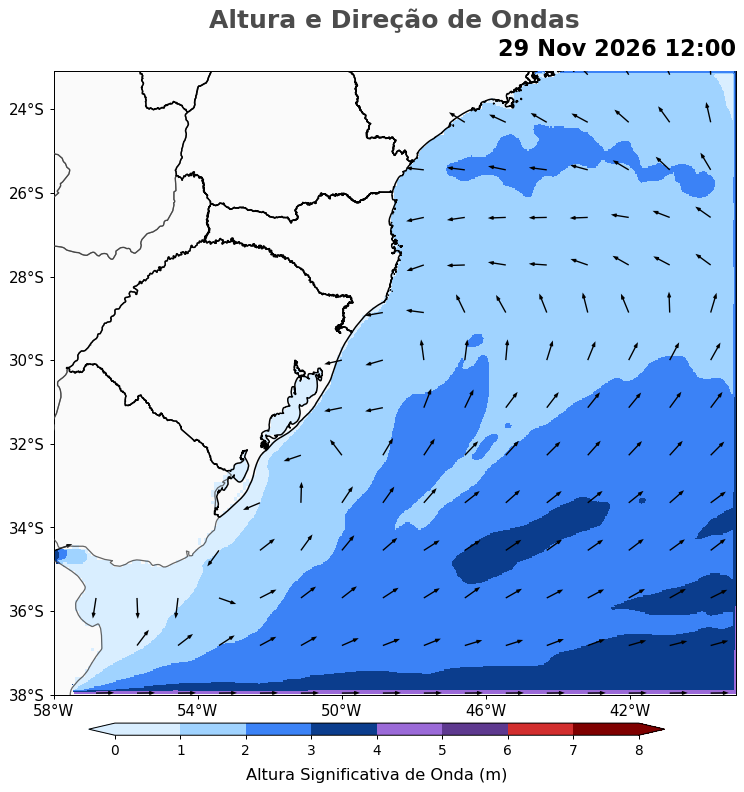 Altura e Direção de Ondas
29 Nov 2026 12:00
24°S
26°S
28°S
30°S
32°S
34°S
36°S
38°S
58°W 54°W 50°W 46°W 42°W
0 1 2 3 4 5 6 7 8
Altura Significativa de Onda (m)